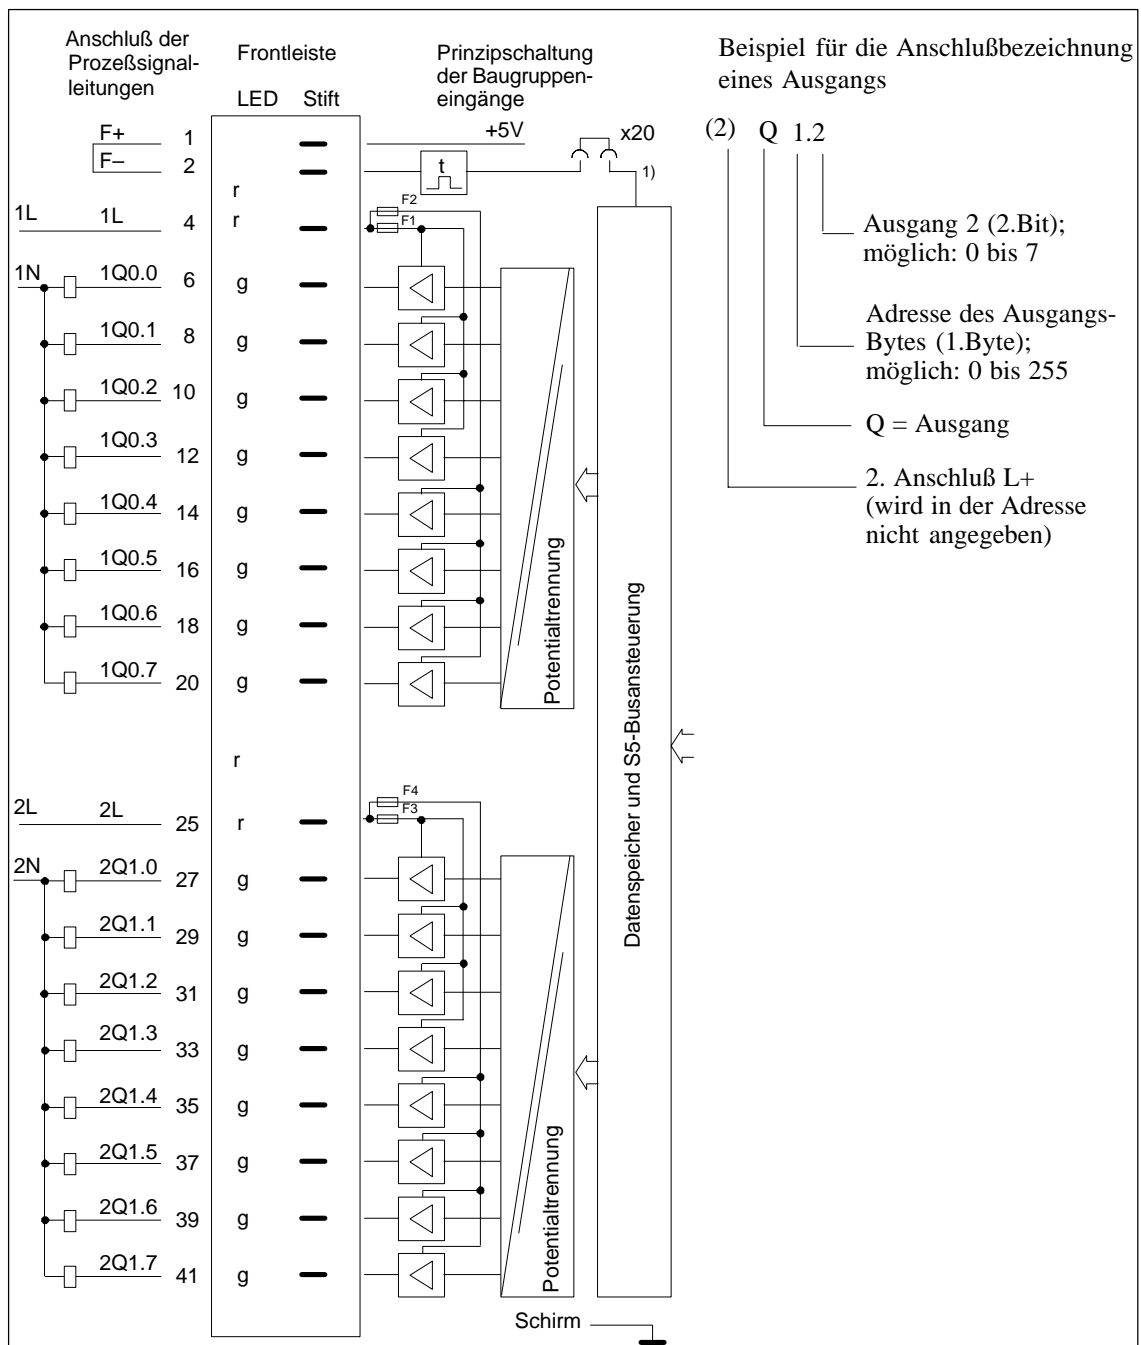 Anschluß der
Prozeßsignal-
leitungen
Frontleiste
LED Stift
Prinzipschaltung
der Baugruppen-
eingänge
Beispiel für die Anschlußbezeichnung
eines Ausgangs
(2) Q 1.2
F+ 1 +5V x20
F– 2 t 1)
r
F2
1L 1L 4 r F1
1N 1Q0.0 6 g
1Q0.1 8 g
1Q0.2 10 g
1Q0.3 12 g
1Q0.4 14 g
1Q0.5 16 g
1Q0.6 18 g
1Q0.7 20 g
Potentialtrennung
Datenspeicher und S5-Busansteuerung
Ausgang 2 (2.Bit);
möglich: 0 bis 7
Adresse des Ausgangs-
Bytes (1.Byte);
möglich: 0 bis 255
Q = Ausgang
2. Anschluß L+
(wird in der Adresse
nicht angegeben)
r
F4
2L 2L 25 r F3
2N 2Q1.0 27 g
2Q1.1 29 g
2Q1.2 31 g
2Q1.3 33 g
2Q1.4 35 g
2Q1.5 37 g
2Q1.6 39 g
2Q1.7 41 g
Potentialtrennung
Schirm